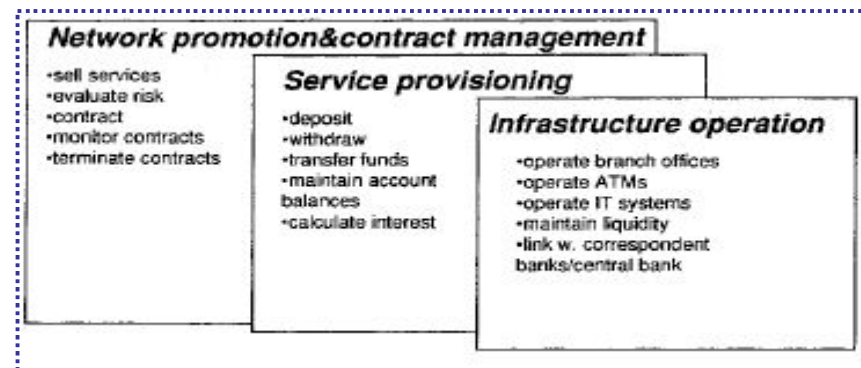 Network promotion&contract management
•sell services
•evaluate risk
•contract
•monitor contracts
•terminate contracts
Service provisioning
•deposit
•withdraw
•transfer funds
•maintain account
balances
•calculate interest
Infrastructure operation
•operate branch offices
•operate ATMs
•operate IT systems
•maintain liquidity
•link w. correspondent
banks/central bank